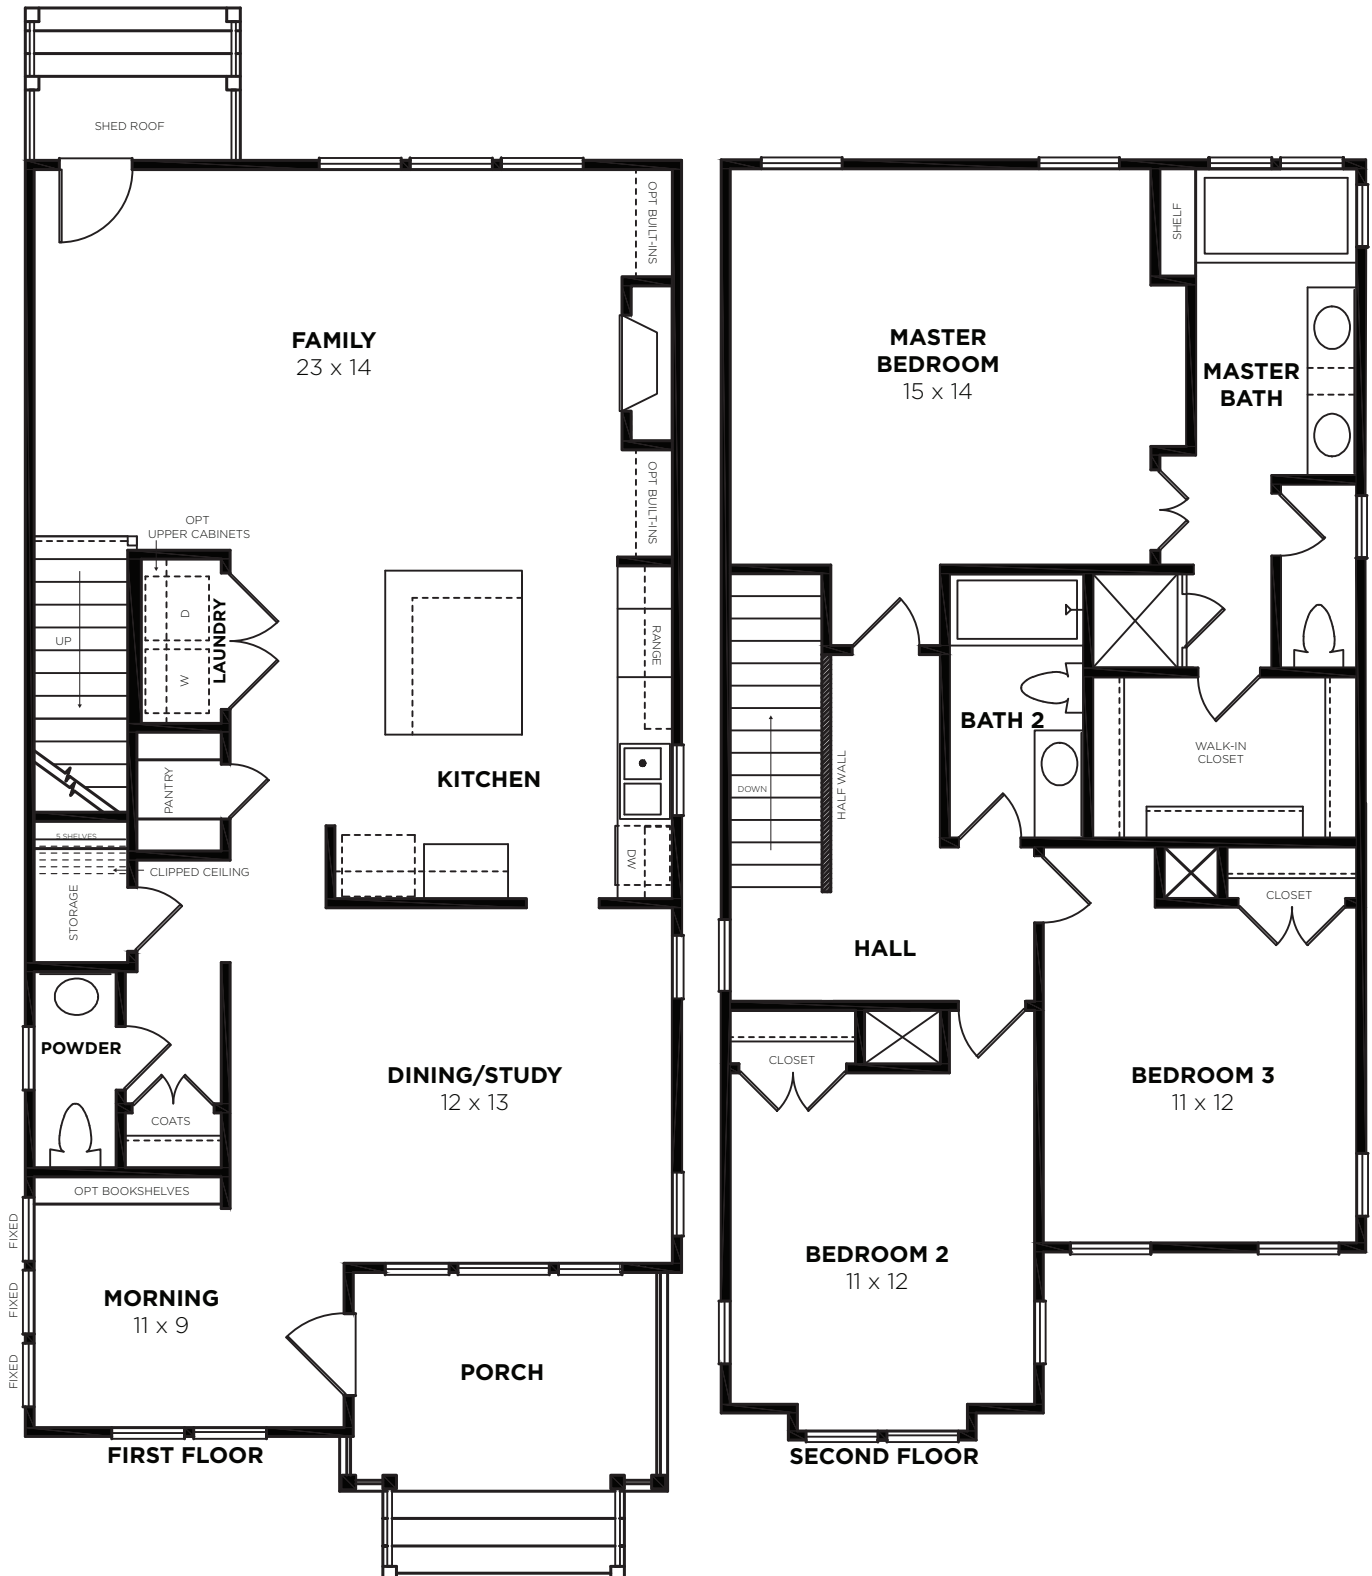 SHED ROOF
OPT BUILT-INS
FAMILY
23 x 14
OPT BUILT-INS
OPT
UPPER CABINETS
UP
D
W
LAUNDRY
RANGE
KITCHEN
PANTRY
5 SHELVES
CLIPPED CEILING
DW
STORAGE
POWDER
DINING/STUDY
12 x 13
COATS
OPT BOOKSHELVES
FIXED
FIXED
FIXED
MORNING
11 x 9
PORCH
FIRST FLOOR
SHELF
MASTER
BEDROOM
15 x 14
MASTER
BATH
BATH 2
WALK-IN
CLOSET
DOWN
HALF WALL
CLOSET
HALL
CLOSET
BEDROOM 3
11 x 12
BEDROOM 2
11 x 12
SECOND FLOOR